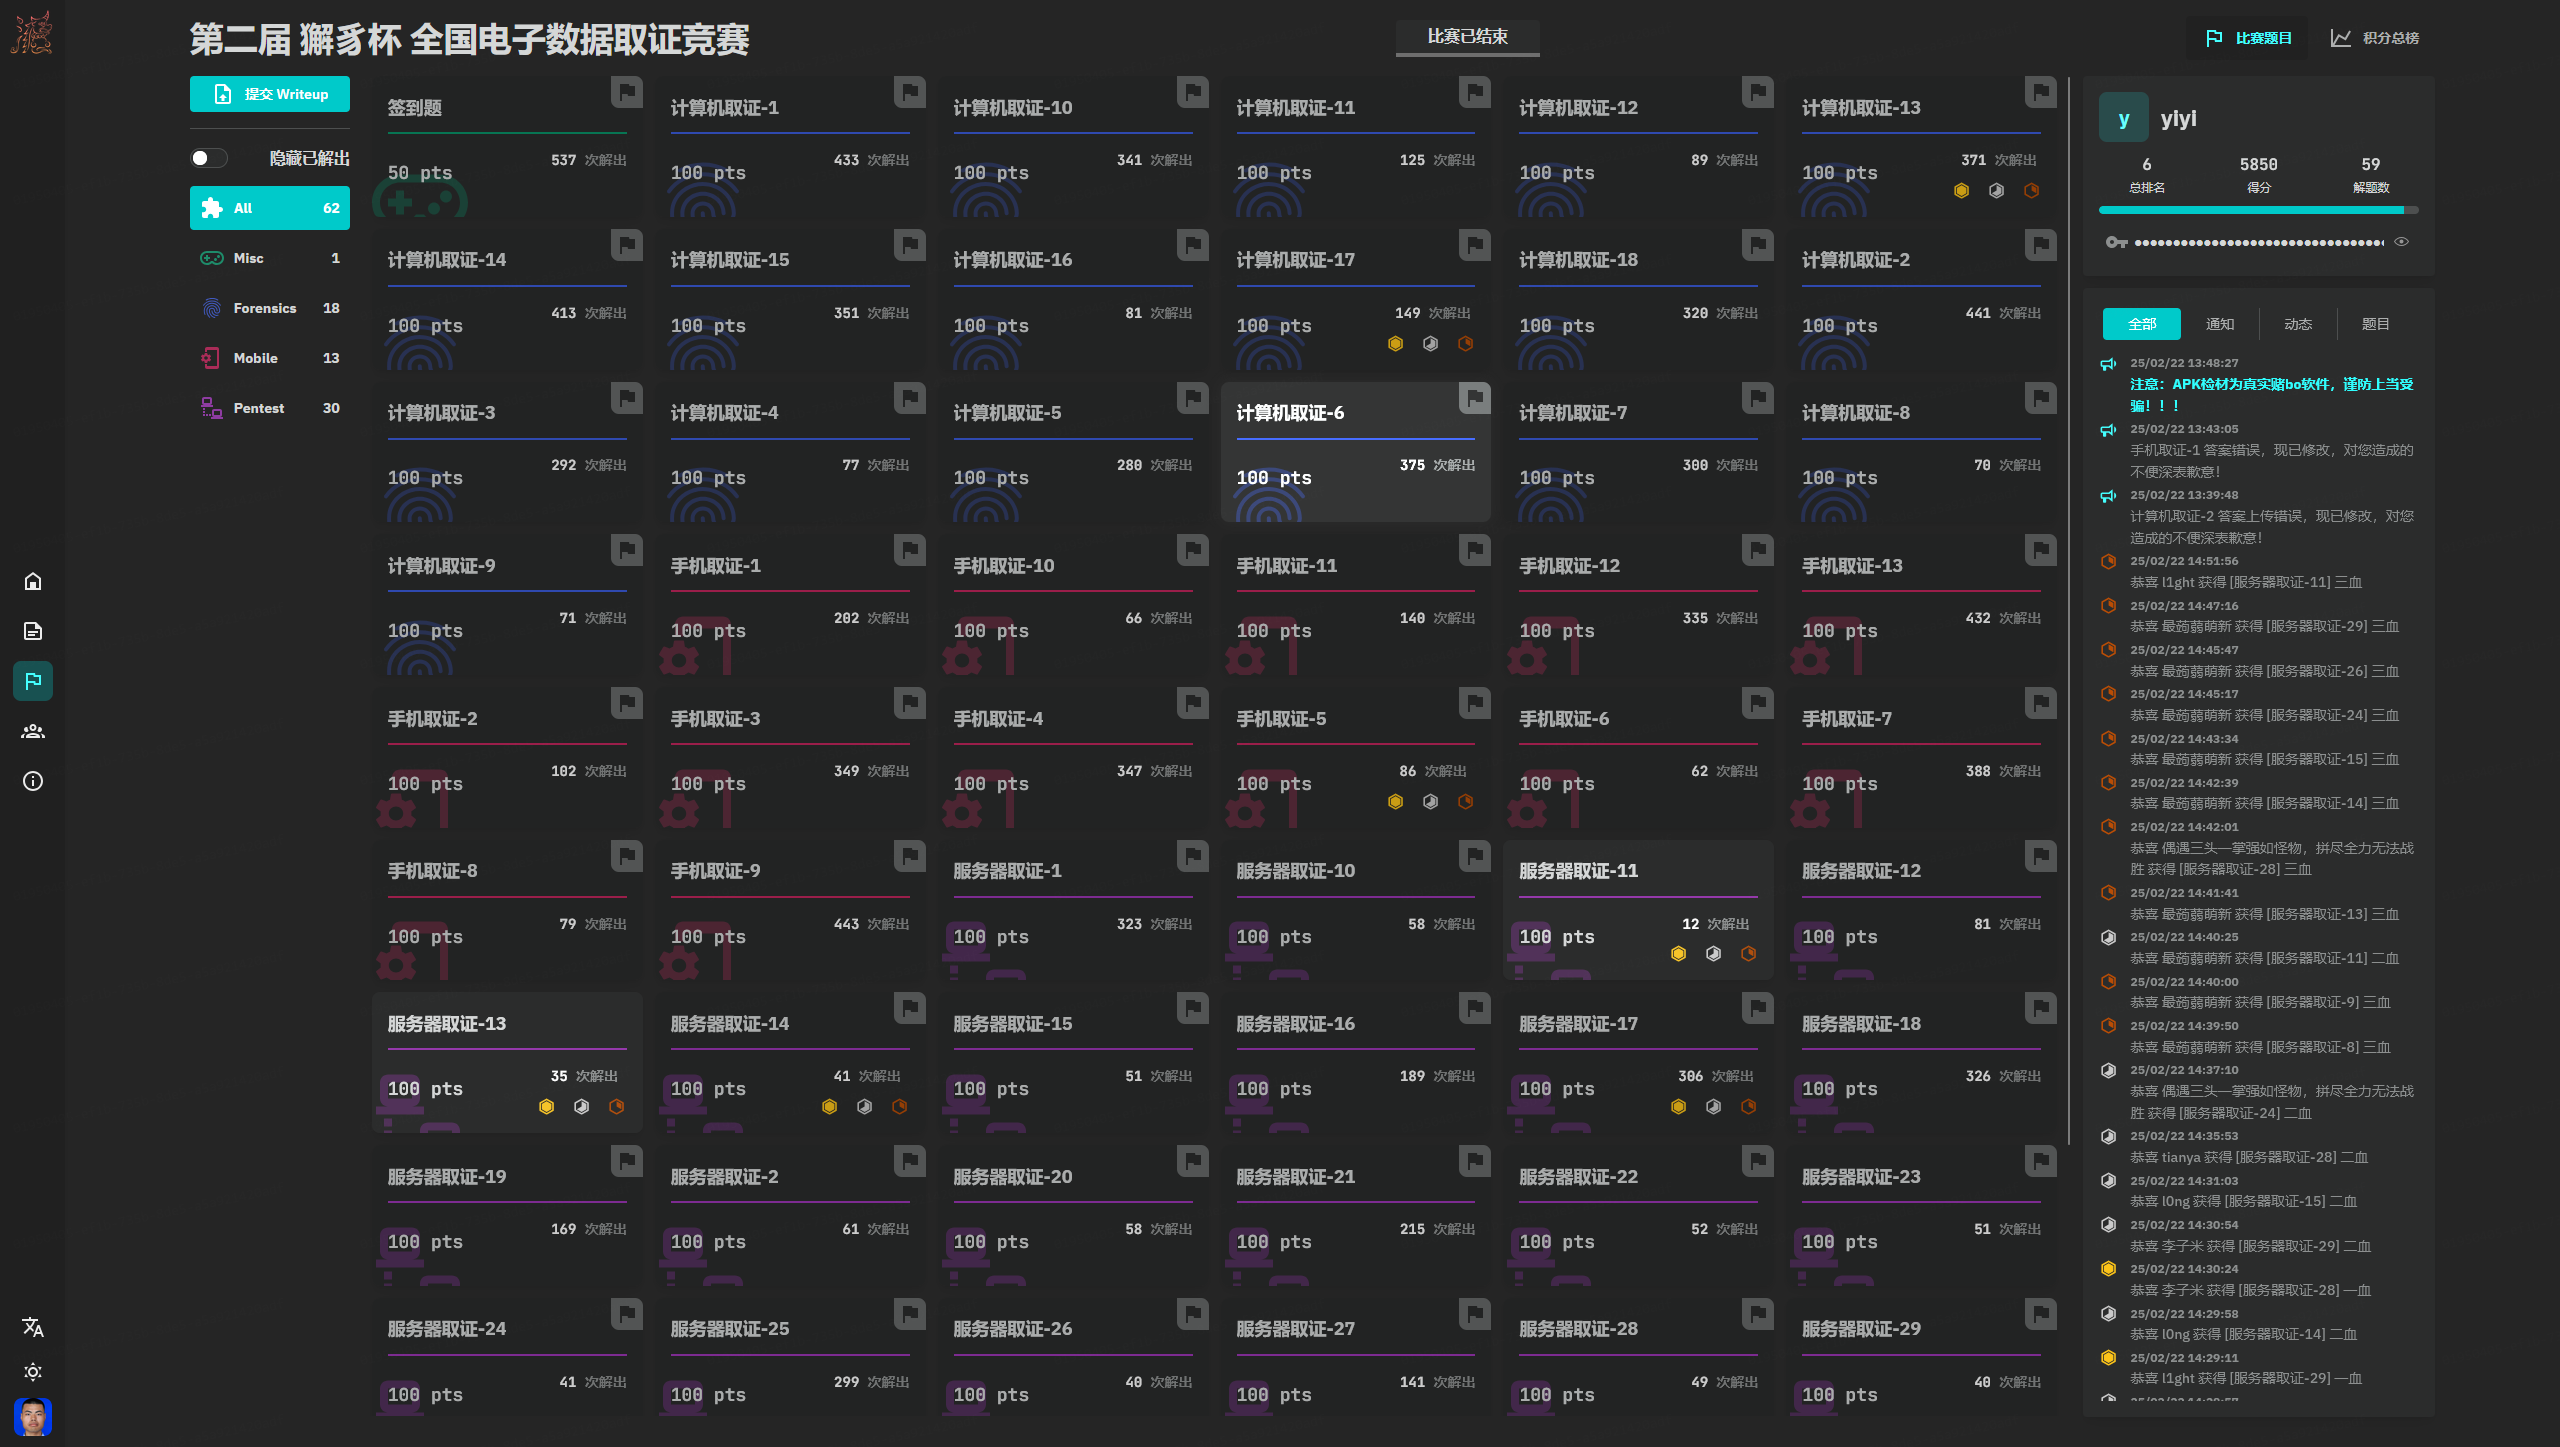 第二届 獬豸杯 全国电子数据取证竞赛
比赛已结束
比赛题目
积分总榜
提交 Writeup
隐藏已解出
All 62
Misc 1
Forensics 18
Mobile 13
Pentest 30
签到题
50 pts
537 次解出
计算机取证-1
100 pts
433 次解出
计算机取证-10
100 pts
341 次解出
计算机取证-11
100 pts
125 次解出
计算机取证-12
100 pts
89 次解出
计算机取证-13
100 pts
371 次解出
计算机取证-14
100 pts
413 次解出
计算机取证-15
100 pts
351 次解出
计算机取证-16
100 pts
81 次解出
计算机取证-17
100 pts
149 次解出
计算机取证-18
100 pts
320 次解出
计算机取证-2
100 pts
441 次解出
计算机取证-3
100 pts
292 次解出
计算机取证-4
100 pts
77 次解出
计算机取证-5
100 pts
280 次解出
计算机取证-6
100 pts
375 次解出
计算机取证-7
100 pts
300 次解出
计算机取证-8
100 pts
70 次解出
计算机取证-9
100 pts
71 次解出
手机取证-1
100 pts
202 次解出
手机取证-10
100 pts
66 次解出
手机取证-11
100 pts
140 次解出
手机取证-12
100 pts
335 次解出
手机取证-13
100 pts
432 次解出
手机取证-2
100 pts
102 次解出
手机取证-3
100 pts
349 次解出
手机取证-4
100 pts
347 次解出
手机取证-5
100 pts
86 次解出
手机取证-6
100 pts
62 次解出
手机取证-7
100 pts
388 次解出
手机取证-8
100 pts
79 次解出
手机取证-9
100 pts
443 次解出
服务器取证-1
100 pts
323 次解出
服务器取证-10
100 pts
58 次解出
服务器取证-11
100 pts
12 次解出
服务器取证-12
100 pts
81 次解出
服务器取证-13
100 pts
35 次解出
服务器取证-14
100 pts
41 次解出
服务器取证-15
100 pts
51 次解出
服务器取证-16
100 pts
189 次解出
服务器取证-17
100 pts
306 次解出
服务器取证-18
100 pts
326 次解出
服务器取证-19
100 pts
169 次解出
服务器取证-2
100 pts
61 次解出
服务器取证-20
100 pts
58 次解出
服务器取证-21
100 pts
215 次解出
服务器取证-22
100 pts
52 次解出
服务器取证-23
100 pts
51 次解出
服务器取证-24
100 pts
41 次解出
服务器取证-25
100 pts
299 次解出
服务器取证-26
100 pts
40 次解出
服务器取证-27
100 pts
141 次解出
服务器取证-28
100 pts
49 次解出
服务器取证-29
100 pts
40 次解出
y
yiyi
6 5850 59
总排名 得分 解题数
全部 通知 动态 题目
25/02/22 13:48:27
注意：APK检材为真实赌bo软件，谨防上当受
骗！！！
25/02/22 13:43:05
手机取证-1 答案错误，现已修改，对您造成的
不便深表歉意！
25/02/22 13:39:48
计算机取证-2 答案上传错误，现已修改，对您
造成的不便深表歉意！
25/02/22 14:51:56
恭喜 l1ght 获得 [服务器取证-11] 三血
25/02/22 14:47:16
恭喜 最蒟蒻萌新 获得 [服务器取证-29] 三血
25/02/22 14:45:47
恭喜 最蒟蒻萌新 获得 [服务器取证-26] 三血
25/02/22 14:45:17
恭喜 最蒟蒻萌新 获得 [服务器取证-24] 三血
25/02/22 14:43:34
恭喜 最蒟蒻萌新 获得 [服务器取证-15] 三血
25/02/22 14:42:39
恭喜 最蒟蒻萌新 获得 [服务器取证-14] 三血
25/02/22 14:42:01
恭喜 偶遇三头一掌强如怪物，拼尽全力无法战
胜 获得 [服务器取证-28] 三血
25/02/22 14:41:41
恭喜 最蒟蒻萌新 获得 [服务器取证-13] 三血
25/02/22 14:40:25
恭喜 最蒟蒻萌新 获得 [服务器取证-11] 二血
25/02/22 14:40:00
恭喜 最蒟蒻萌新 获得 [服务器取证-9] 三血
25/02/22 14:39:50
恭喜 最蒟蒻萌新 获得 [服务器取证-8] 三血
25/02/22 14:37:10
恭喜 偶遇三头一掌强如怪物，拼尽全力无法战
胜 获得 [服务器取证-24] 二血
25/02/22 14:35:53
恭喜 tianya 获得 [服务器取证-28] 二血
25/02/22 14:31:03
恭喜 l0ng 获得 [服务器取证-15] 二血
25/02/22 14:30:54
恭喜 李子米 获得 [服务器取证-29] 二血
25/02/22 14:30:24
恭喜 李子米 获得 [服务器取证-28] 一血
25/02/22 14:29:58
恭喜 l0ng 获得 [服务器取证-14] 二血
25/02/22 14:29:11
恭喜 l1ght 获得 [服务器取证-29] 一血